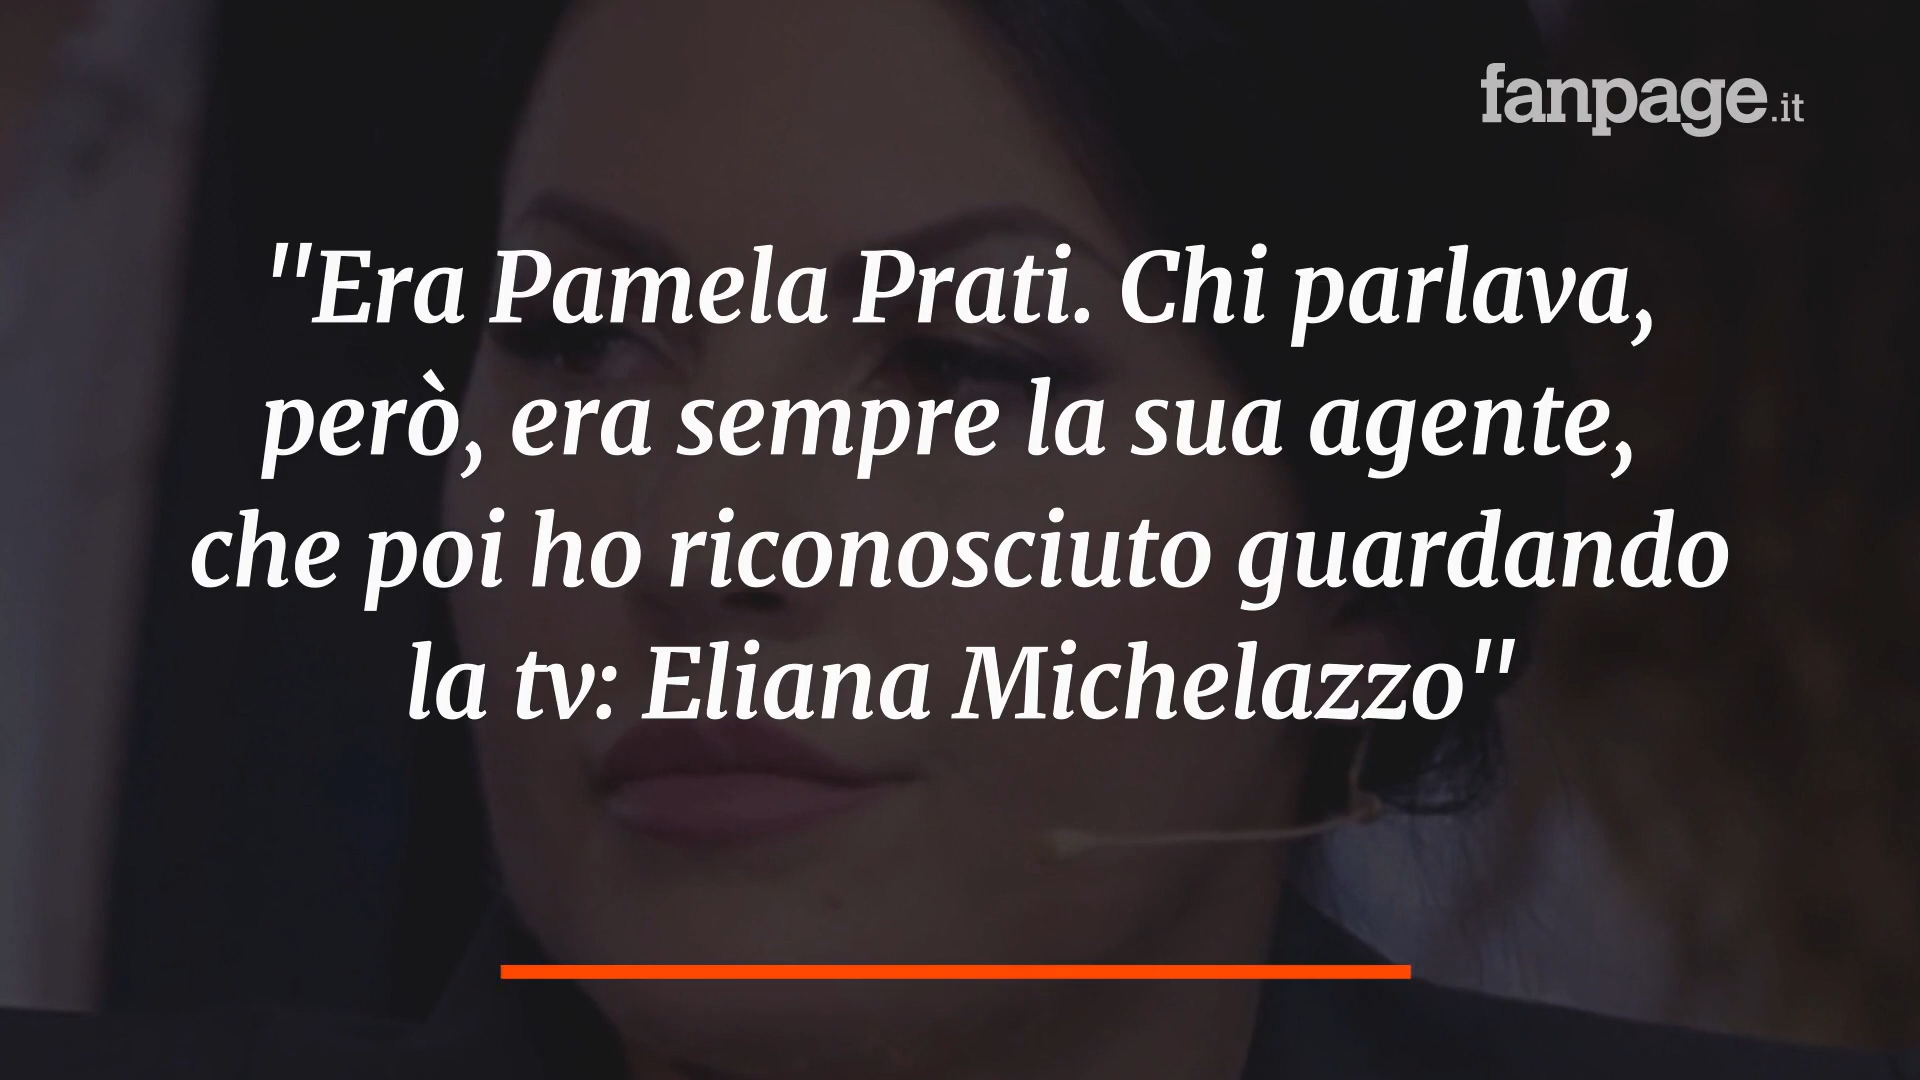 fanpage.it
"Era Pamela Prati. Chi parlava,
però, era sempre la sua agente,
che poi ho riconosciuto guardando
la tv: Eliana Michelazzo"